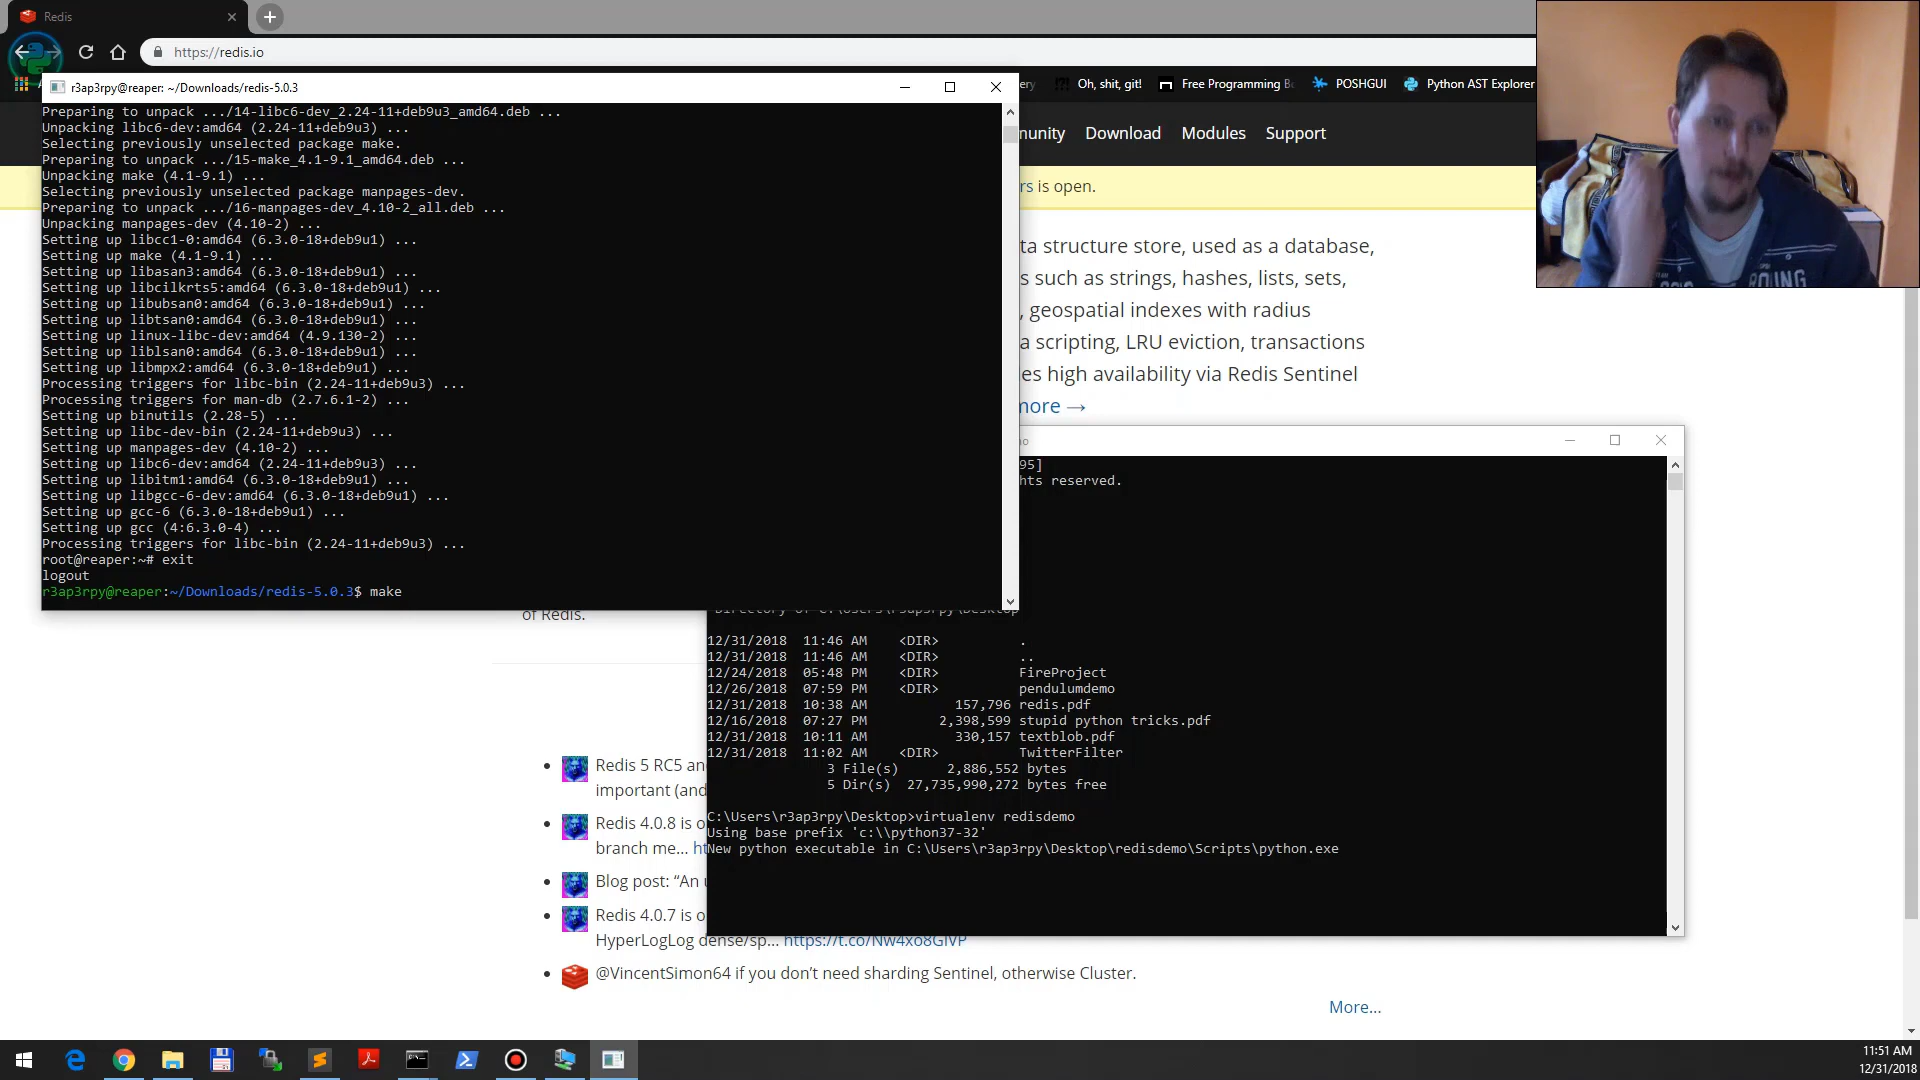 Redis
https://redis.io
ery
Oh, shit, git!
Free Programming B
POSHGUI
Python AST Explorer
r3ap3rpy@reaper: ~/Downloads/redis-5.0.3
munity
Download
Modules
Support
rs is open.
ta structure store, used as a database,
s such as strings, hashes, lists, sets,
, geospatial indexes with radius
a scripting, LRU eviction, transactions
es high availability via Redis Sentinel
more →
Preparing to unpack .../14-libc6-dev_2.24-11+deb9u3_amd64.deb ...
Unpacking libc6-dev:amd64 (2.24-11+deb9u3) ...
Selecting previously unselected package make.
Preparing to unpack .../15-make_4.1-9.1_amd64.deb ...
Unpacking make (4.1-9.1) ...
Selecting previously unselected package manpages-dev.
Preparing to unpack .../16-manpages-dev_4.10-2_all.deb ...
Unpacking manpages-dev (4.10-2) ...
Setting up libcc1-0:amd64 (6.3.0-18+deb9u1) ...
Setting up make (4.1-9.1) ...
Setting up libasan3:amd64 (6.3.0-18+deb9u1) ...
Setting up libcilkrts5:amd64 (6.3.0-18+deb9u1) ...
Setting up libubsan0:amd64 (6.3.0-18+deb9u1) ...
Setting up libtsan0:amd64 (6.3.0-18+deb9u1) ...
Setting up linux-libc-dev:amd64 (4.9.130-2) ...
Setting up liblsan0:amd64 (6.3.0-18+deb9u1) ...
Setting up libmpx2:amd64 (6.3.0-18+deb9u1) ...
Processing triggers for libc-bin (2.24-11+deb9u3) ...
Processing triggers for man-db (2.7.6.1-2) ...
Setting up binutils (2.28-5) ...
Setting up libc-dev-bin (2.24-11+deb9u3) ...
Setting up manpages-dev (4.10-2) ...
Setting up libc6-dev:amd64 (2.24-11+deb9u3) ...
Setting up libitm1:amd64 (6.3.0-18+deb9u1) ...
Setting up libgcc-6-dev:amd64 (6.3.0-18+deb9u1) ...
Setting up gcc-6 (6.3.0-18+deb9u1) ...
Setting up gcc (4:6.3.0-4) ...
Processing triggers for libc-bin (2.24-11+deb9u3) ...
root@reaper:~# exit
logout
r3ap3rpy@reaper:~/Downloads/redis-5.0.3$ make
of Redis.
mo
95]
hts reserved.
Directory of C:\Users\r3ap3rpy\Desktop
12/31/2018  11:46 AM    <DIR>          .
12/31/2018  11:46 AM    <DIR>          ..
12/24/2018  05:48 PM    <DIR>          FireProject
12/26/2018  07:59 PM    <DIR>          pendulumdemo
12/31/2018  10:38 AM           157,796 redis.pdf
12/16/2018  07:27 PM         2,398,599 stupid python tricks.pdf
12/31/2018  10:11 AM           330,157 textblob.pdf
12/31/2018  11:02 AM    <DIR>          TwitterFilter
3 File(s)      2,886,552 bytes
5 Dir(s)  27,735,990,272 bytes free
C:\Users\r3ap3rpy\Desktop>virtualenv redisdemo
Using base prefix 'c:\\python37-32'
New python executable in C:\Users\r3ap3rpy\Desktop\redisdemo\Scripts\python.exe
Redis 5 RC5 an
important (and
Redis 4.0.8 is o
branch me... ht
Blog post: “An u
Redis 4.0.7 is o
HyperLogLog dense/sp... https://t.co/Nw4xo8GIVP
@VincentSimon64 if you don’t need sharding Sentinel, otherwise Cluster.
More...
11:51 AM
12/31/2018